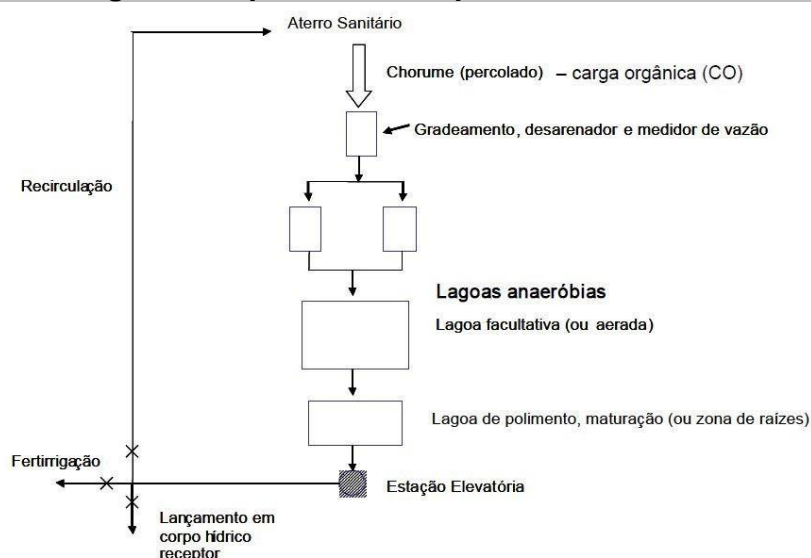 Aterro Sanitário
Chorume (percolado) – carga orgânica (CO)
Gradeamento, desarenador e medidor de vazão
Recirculação
Lagoas anaeróbias
Lagoa facultativa (ou aerada)
Lagoa de polimento, maturação (ou zona de raízes)
Fertirrigação
Estação Elevatória
Lançamento em
corpo hídrico
receptor